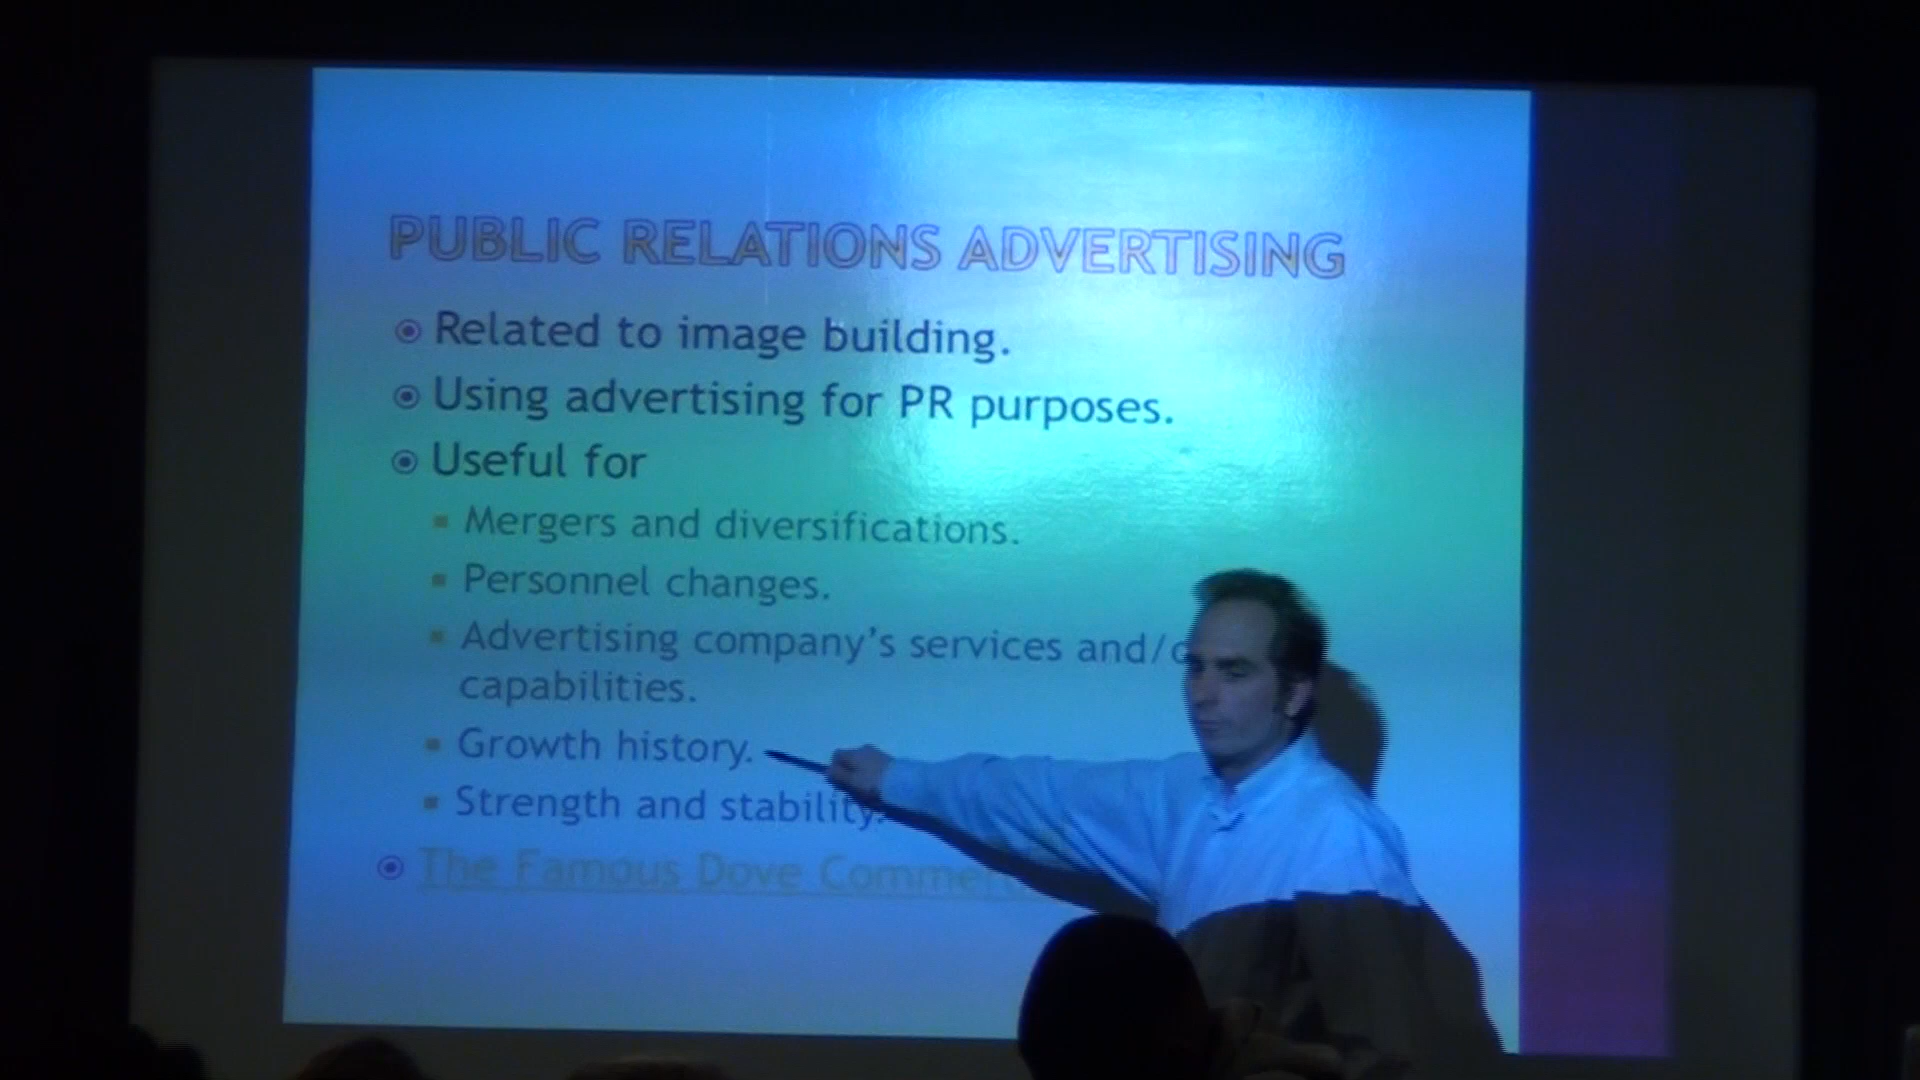 PUBLIC RELATIONS ADVERTISING
Related to image building.
Using advertising for PR purposes.
Useful for
Mergers and diversifications.
Personnel changes.
Advertising company's services and/
capabilities.
Growth history.
Strength and stability.
The Famous Dove